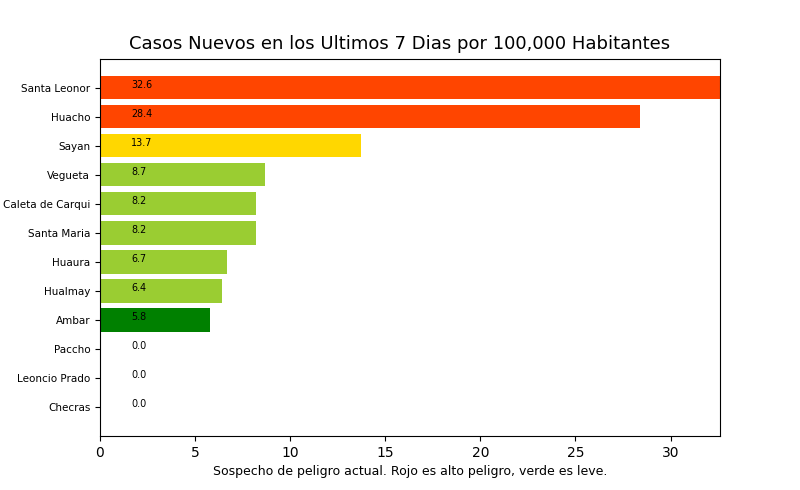 Casos Nuevos en los Ultimos 7 Dias por 100,000 Habitantes
Santa Leonor 32.6
Huacho 28.4
Sayan 13.7
Vegueta 8.7
Caleta de Carqui 8.2
Santa Maria 8.2
Huaura 6.7
Hualmay 6.4
Ambar 5.8
Paccho 0.0
Leoncio Prado 0.0
Checras 0.0
0 5 10 15 20 25 30
Sospecho de peligro actual. Rojo es alto peligro, verde es leve.